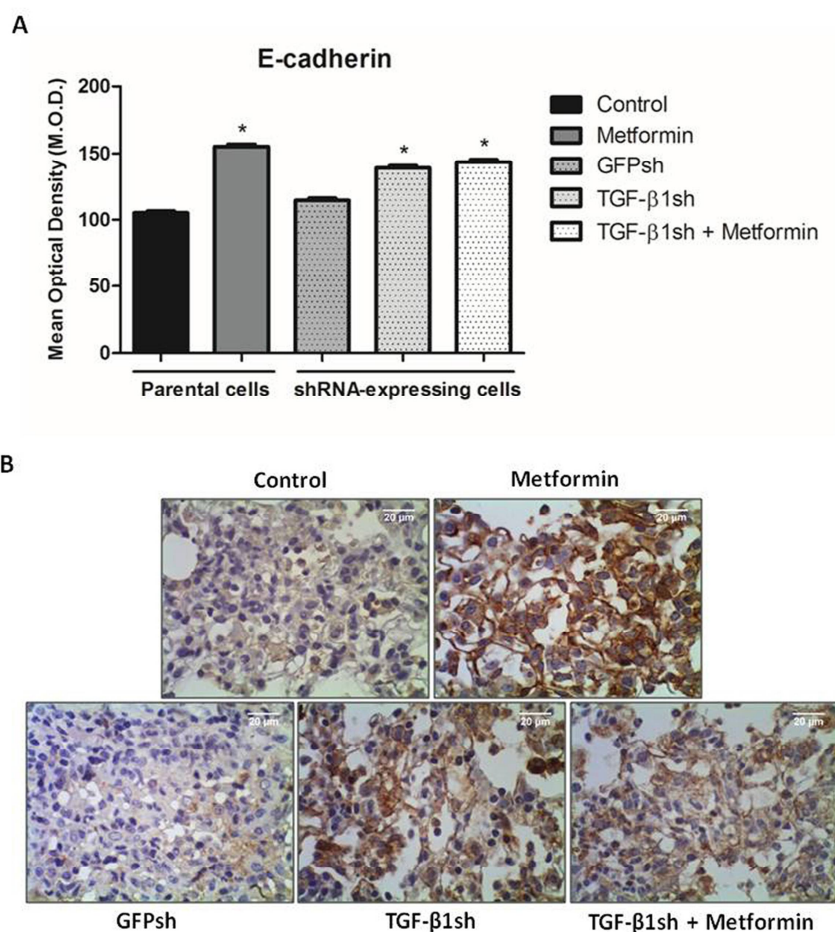 A
E-cadherin
Mean Optical Density (M.O.D.)
200
150
100
50
0
*
*
*
Parental cells
shRNA-expressing cells
Control
Metformin
GFPsh
TGF-β1sh
TGF-β1sh + Metformin
B
Control
Metformin
20 µm
20 µm
20 µm
20 µm
20 µm
GFPsh
TGF-β1sh
TGF-β1sh + Metformin